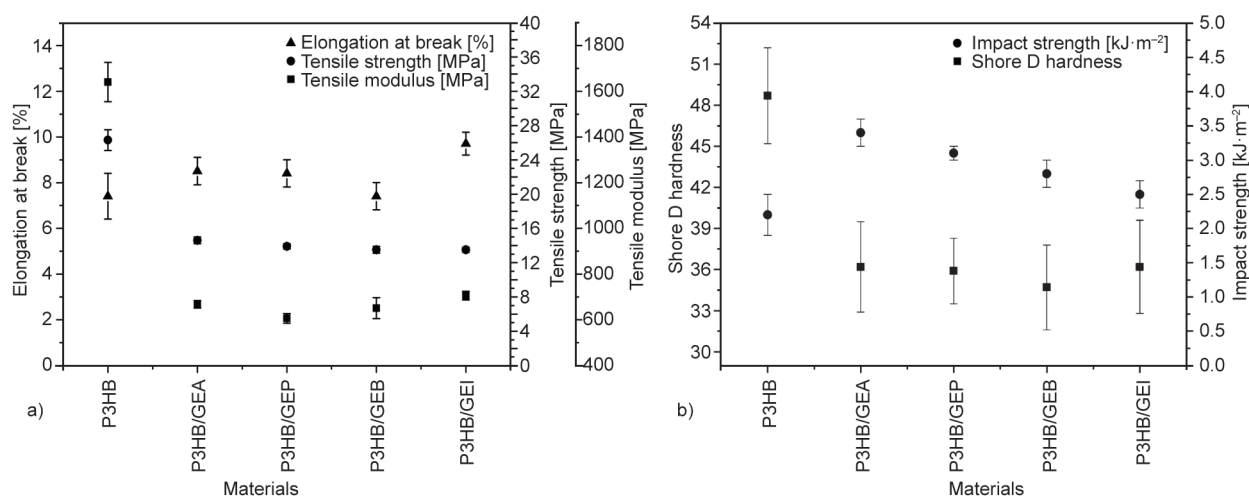 Elongation at break [%]
14
12
10
8
6
4
2
0
▲ Elongation at break [%]
● Tensile strength [MPa]
■ Tensile modulus [MPa]
40
36
32
28
24
20
16
12
8
4
0
Tensile strength [MPa]
1800
1600
1400
1200
1000
800
600
400
Tensile modulus [MPa]
P3HB
P3HB/GEA
P3HB/GEP
P3HB/GEB
P3HB/GEI
a)
Materials
Shore D hardness
54
51
48
45
42
39
36
33
30
● Impact strength [kJ·m⁻²]
■ Shore D hardness
5.0
4.5
4.0
3.5
3.0
2.5
2.0
1.5
1.0
0.5
0.0
Impact strength [kJ·m⁻²]
P3HB
P3HB/GEA
P3HB/GEP
P3HB/GEB
P3HB/GEI
b)
Materials